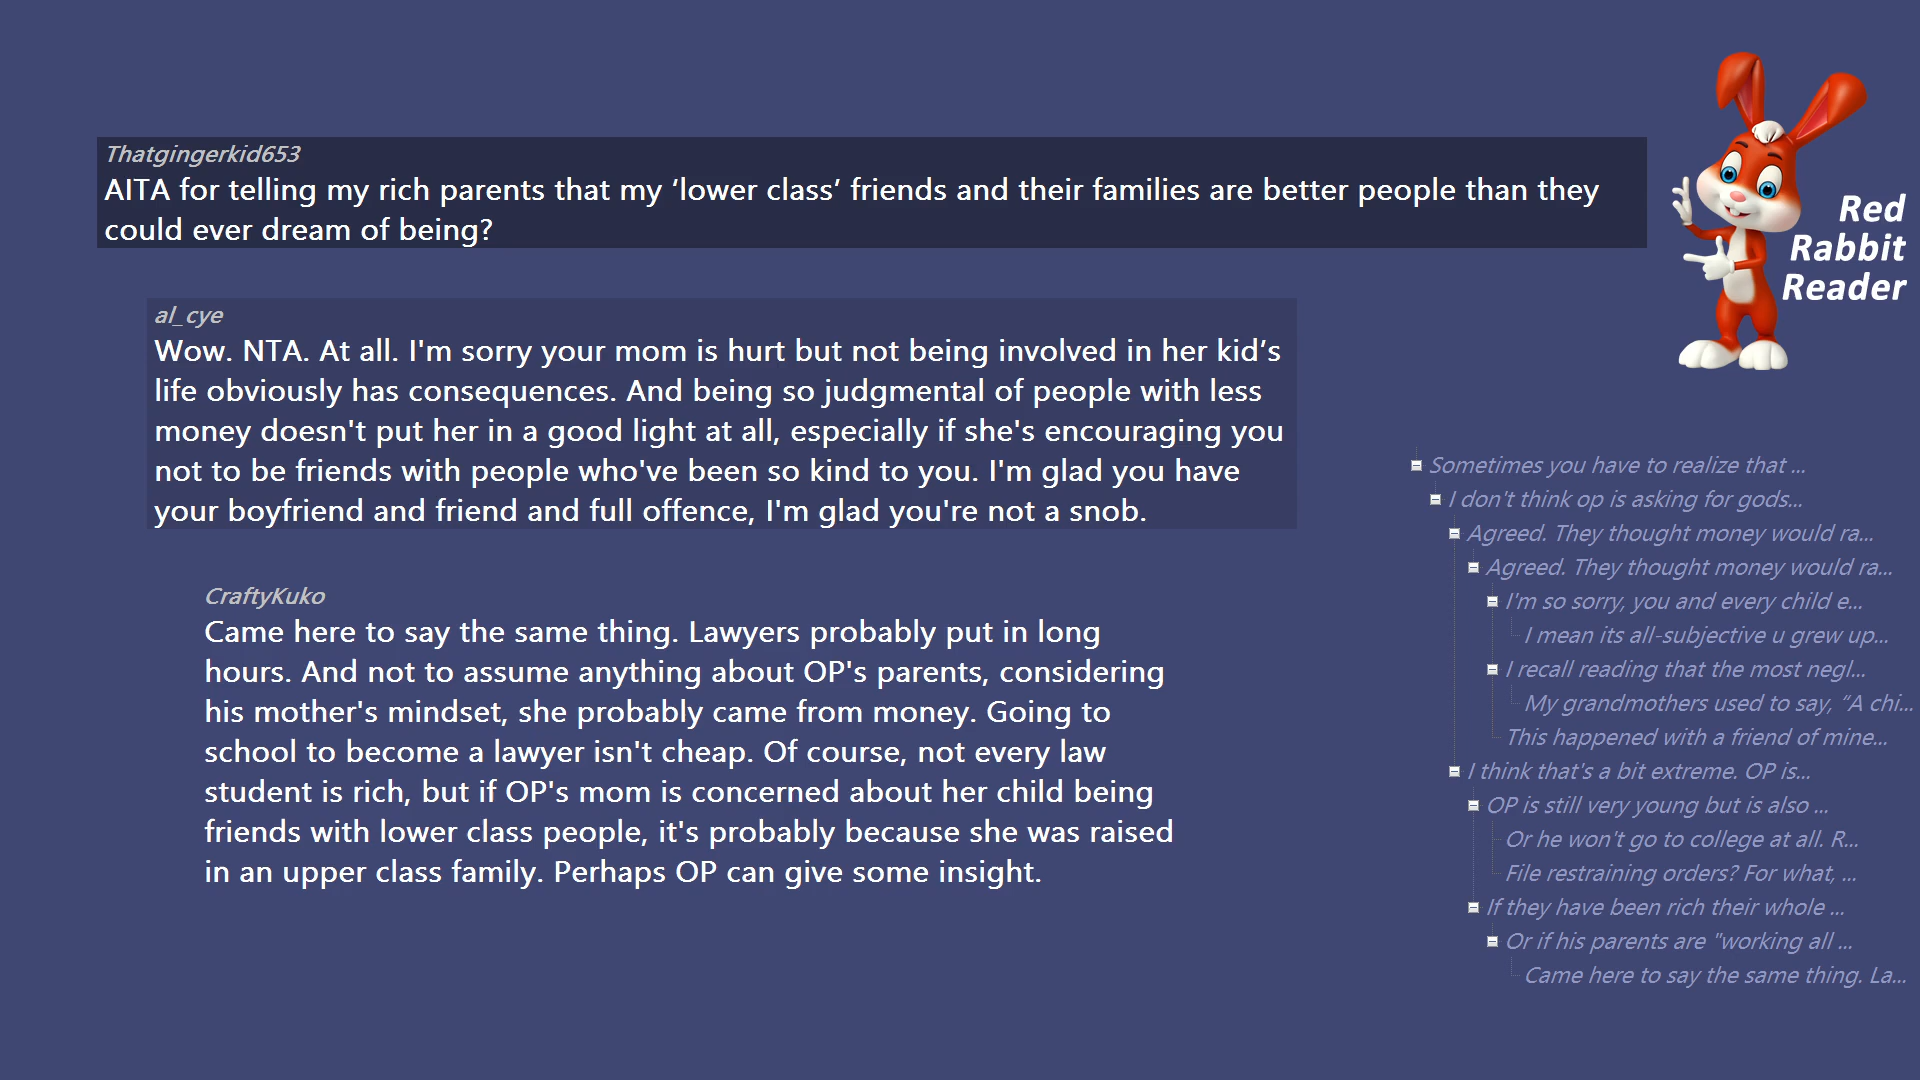 Thatgingerkid653
AITA for telling my rich parents that my ‘lower class’ friends and their families are better people than they
could ever dream of being?
al_cye
Wow. NTA. At all. I'm sorry your mom is hurt but not being involved in her kid’s
life obviously has consequences. And being so judgmental of people with less
money doesn't put her in a good light at all, especially if she's encouraging you
not to be friends with people who've been so kind to you. I'm glad you have
your boyfriend and friend and full offence, I'm glad you're not a snob.
CraftyKuko
Came here to say the same thing. Lawyers probably put in long
hours. And not to assume anything about OP's parents, considering
his mother's mindset, she probably came from money. Going to
school to become a lawyer isn't cheap. Of course, not every law
student is rich, but if OP's mom is concerned about her child being
friends with lower class people, it's probably because she was raised
in an upper class family. Perhaps OP can give some insight.
Red
Rabbit
Reader
Sometimes you have to realize that ...
I don't think op is asking for gods...
Agreed. They thought money would ra...
Agreed. They thought money would ra...
I'm so sorry, you and every child e...
I mean its all-subjective u grew up...
I recall reading that the most negl...
My grandmothers used to say, “A chi...
This happened with a friend of mine...
I think that's a bit extreme. OP is...
OP is still very young but is also ...
Or he won't go to college at all. R...
File restraining orders? For what, ...
If they have been rich their whole ...
Or if his parents are "working all ...
Came here to say the same thing. La...